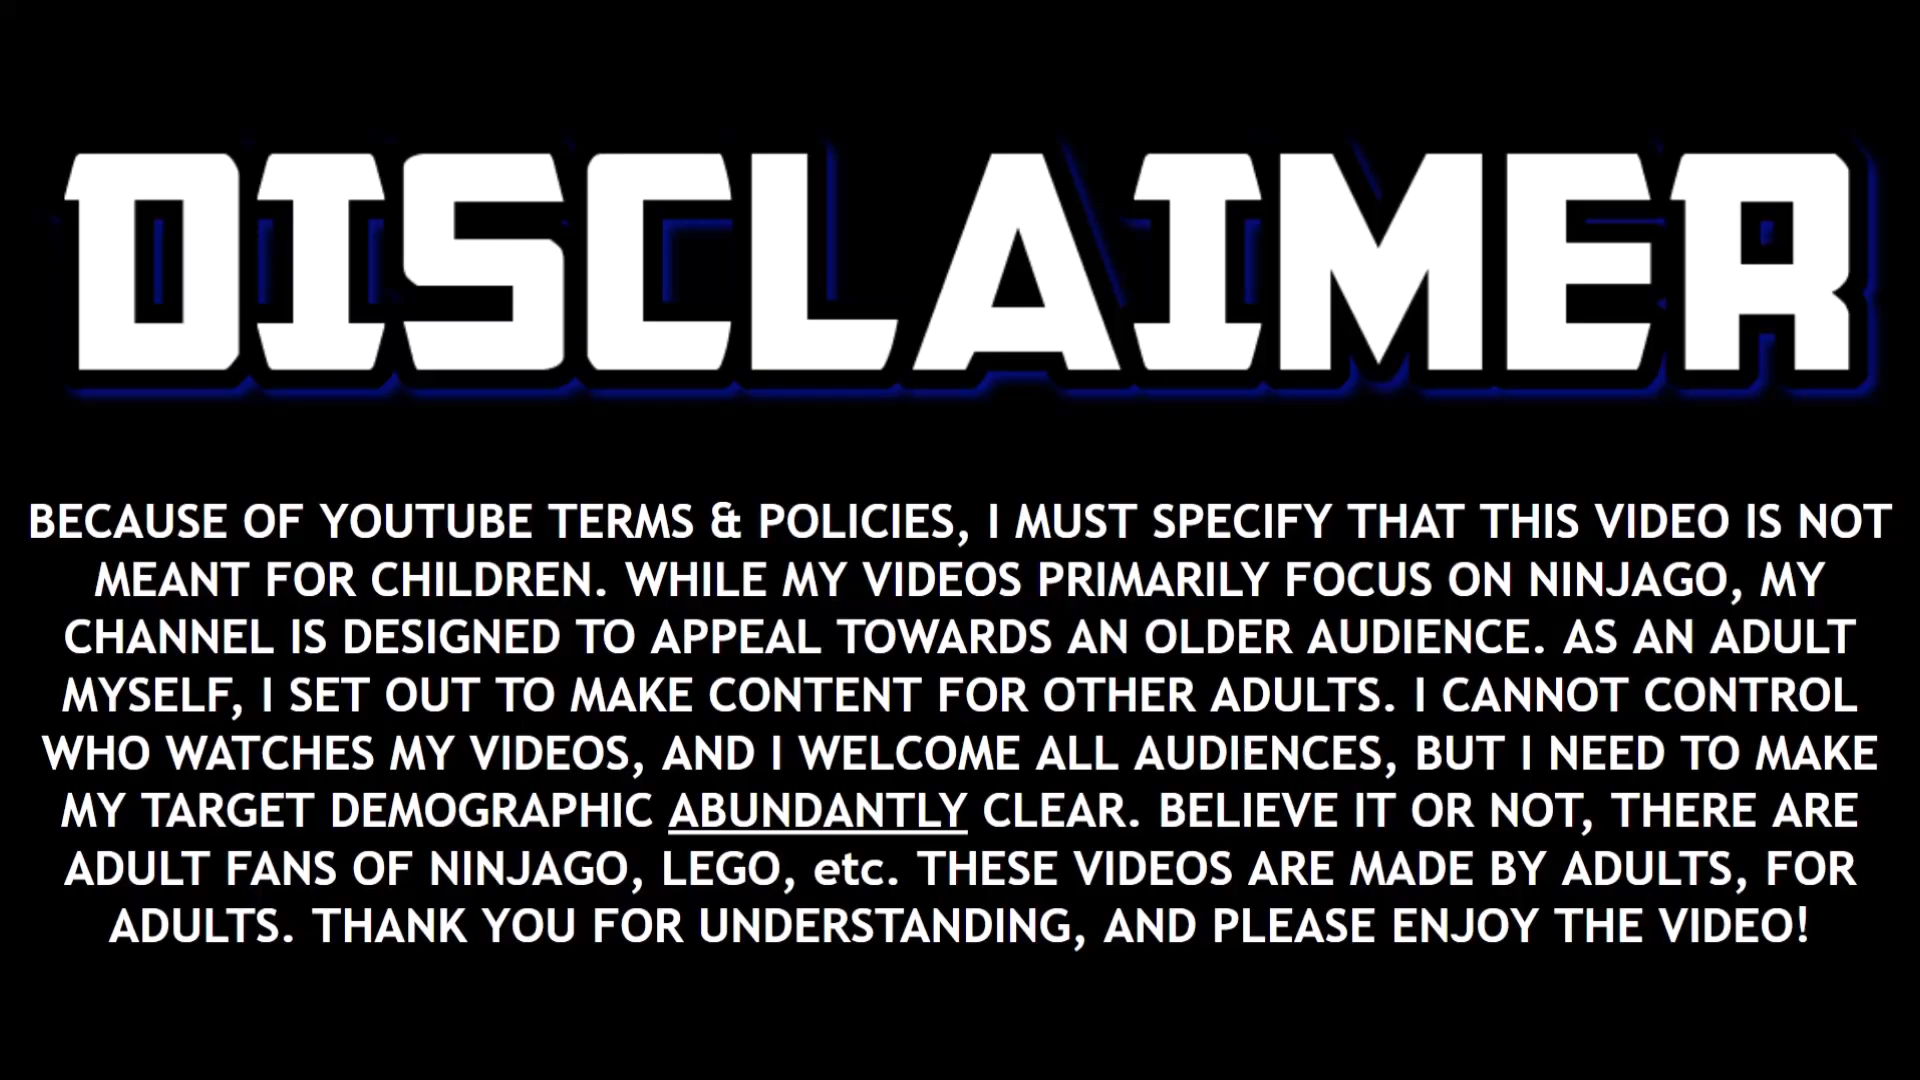 DISCLAIMER
BECAUSE OF YOUTUBE TERMS & POLICIES, I MUST SPECIFY THAT THIS VIDEO IS NOT
MEANT FOR CHILDREN. WHILE MY VIDEOS PRIMARILY FOCUS ON NINJAGO, MY
CHANNEL IS DESIGNED TO APPEAL TOWARDS AN OLDER AUDIENCE. AS AN ADULT
MYSELF, I SET OUT TO MAKE CONTENT FOR OTHER ADULTS. I CANNOT CONTROL
WHO WATCHES MY VIDEOS, AND I WELCOME ALL AUDIENCES, BUT I NEED TO MAKE
MY TARGET DEMOGRAPHIC ABUNDANTLY CLEAR. BELIEVE IT OR NOT, THERE ARE
ADULT FANS OF NINJAGO, LEGO, etc. THESE VIDEOS ARE MADE BY ADULTS, FOR
ADULTS. THANK YOU FOR UNDERSTANDING, AND PLEASE ENJOY THE VIDEO!